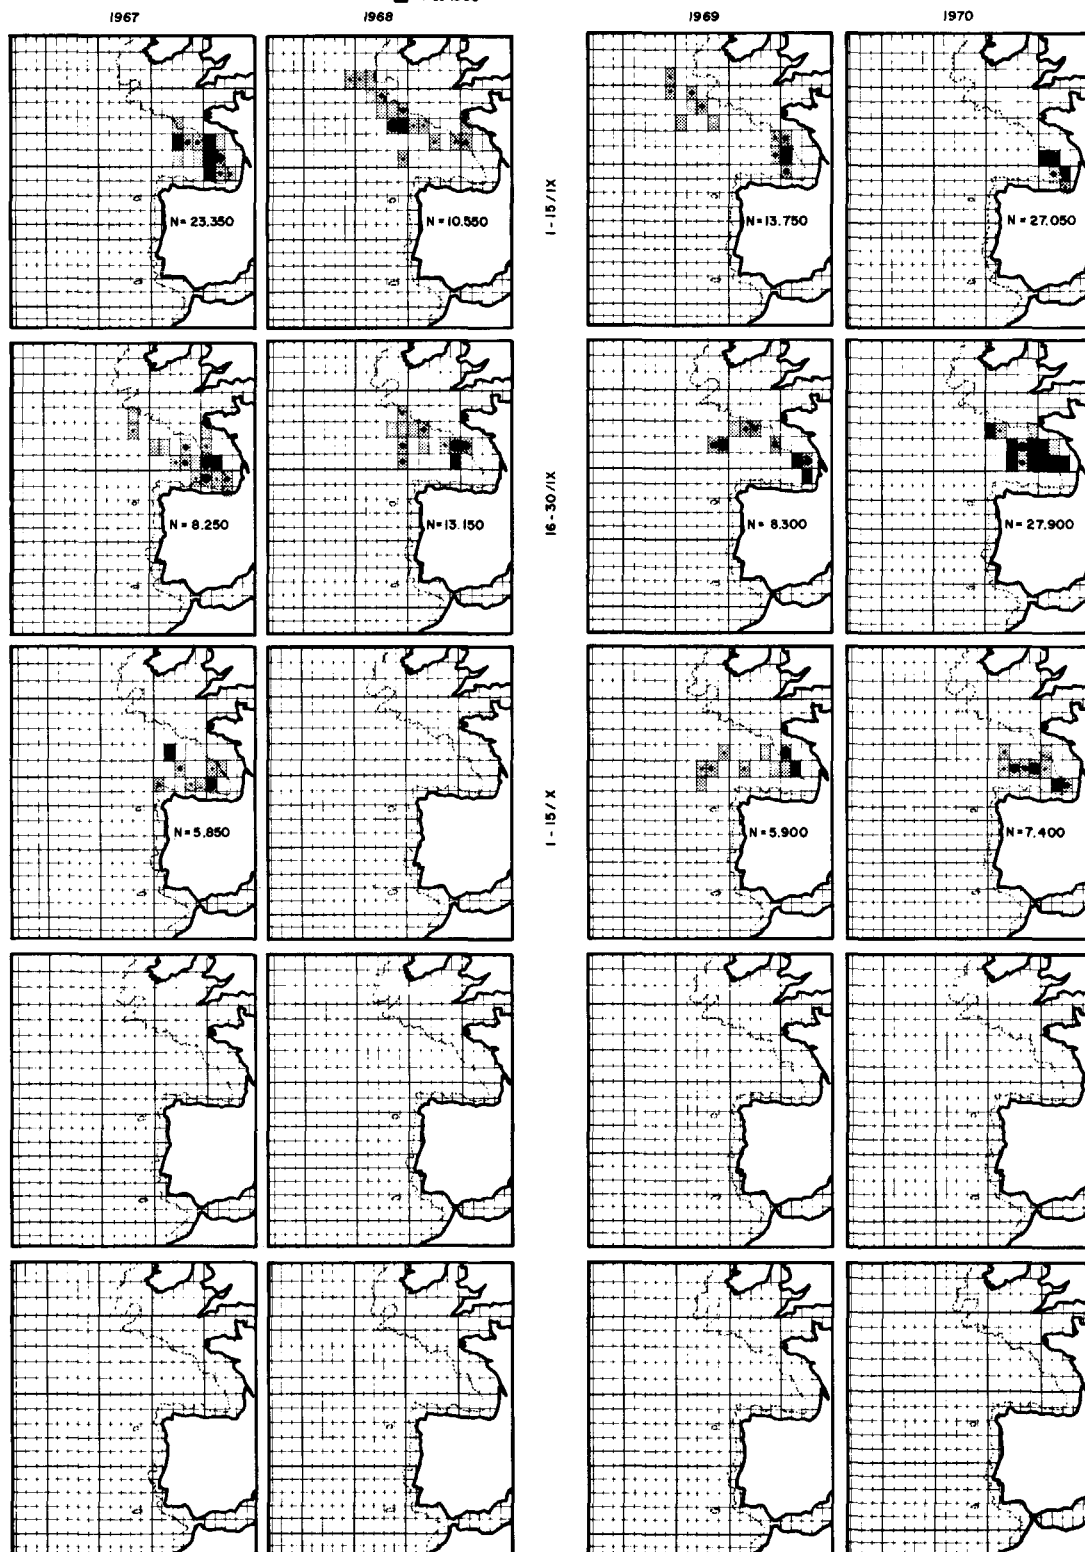 1967 1968 1969 1970
N = 23.350 N = 10.550 1-15/IX N = 13.750 N = 27.050
N = 8.250 N = 13.150 16-30/IX N = 8.300 N = 27.900
N = 5.850 1-15/X N = 5.900 N = 7.400